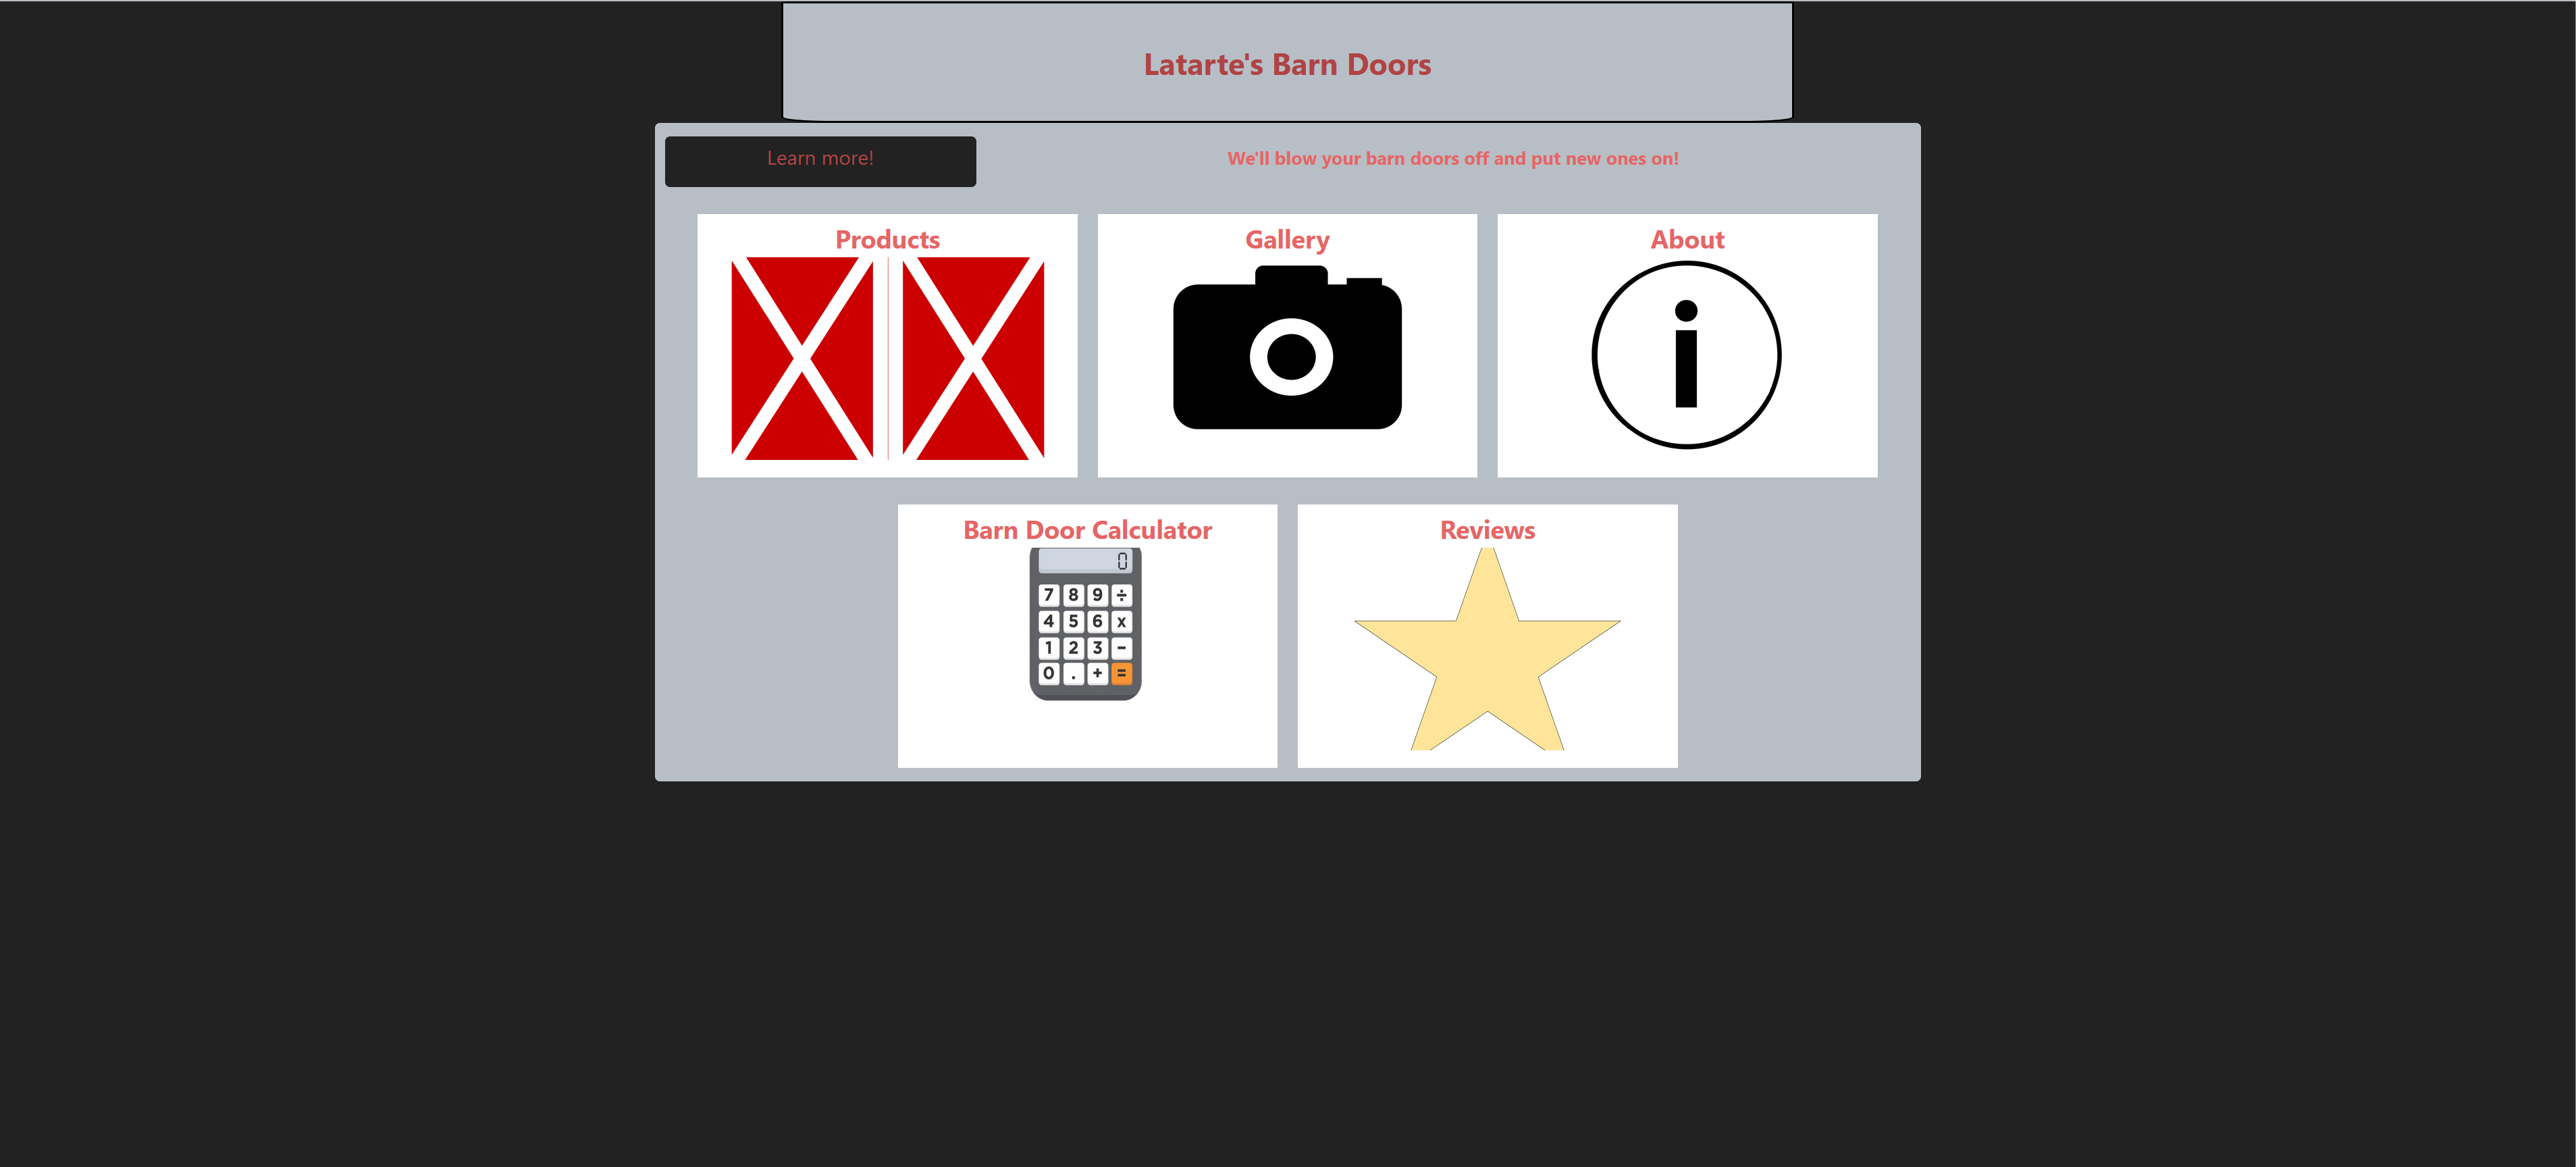 Latarte's Barn Doors
Learn more!
We'll blow your barn doors off and put new ones on!
Products
Gallery
About
i
Barn Door Calculator
Reviews
0
7 8 9 ÷
4 5 6 x
1 2 3 -
0 . + =